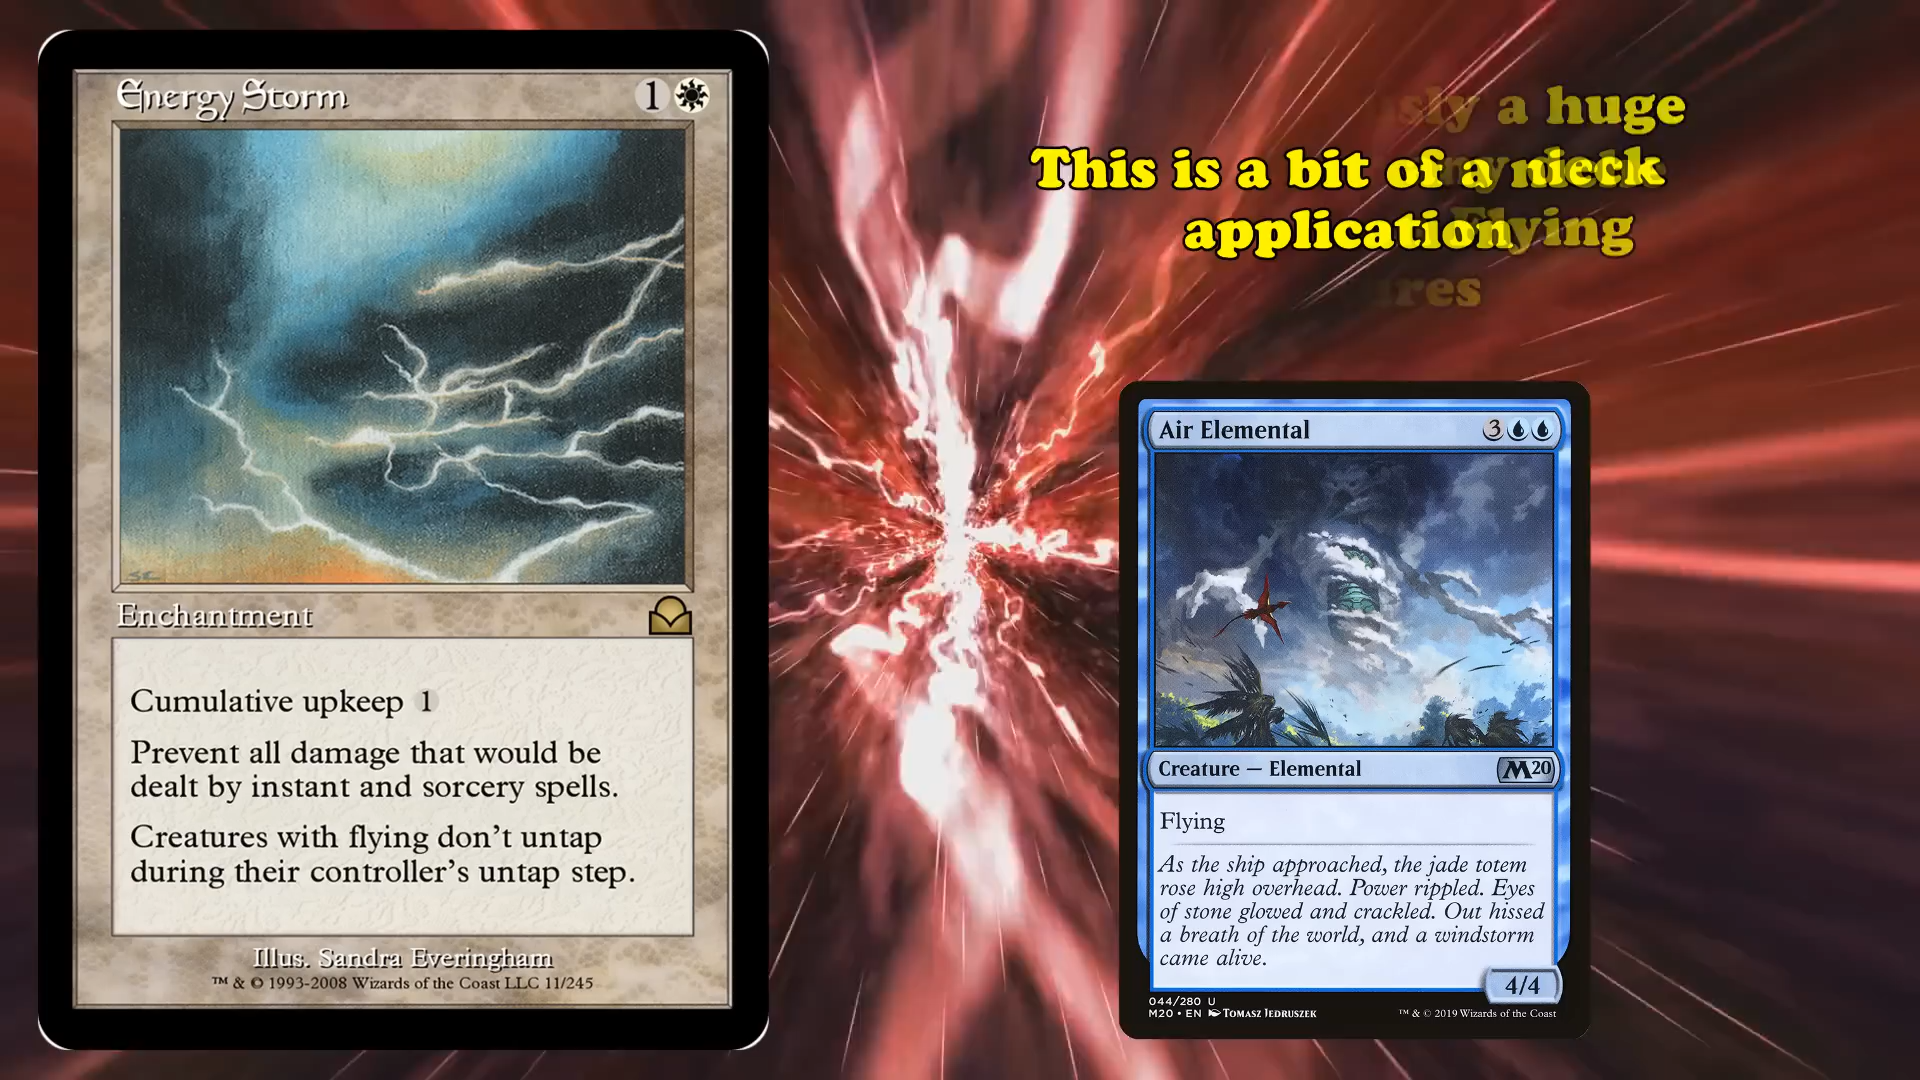 Energy Storm
1
Enchantment
Cumulative upkeep 1
Prevent all damage that would be
dealt by instant and sorcery spells.
Creatures with flying don't untap
during their controller's untap step.
Illus. Sandra Everingham
™ & © 1993-2008 Wizards of the Coast LLC 11/245
a huge
This is a bit of a
application
Air Elemental
3
Creature — Elemental
M20
Flying
As the ship approached, the jade totem
rose high overhead. Power rippled. Eyes
of stone glowed and crackled. Out hissed
a breath of the world, and a windstorm
came alive.
4/4
044/280 U
M20 • EN Tomasz Jedruszek
™ & © 2019 Wizards of the Coast